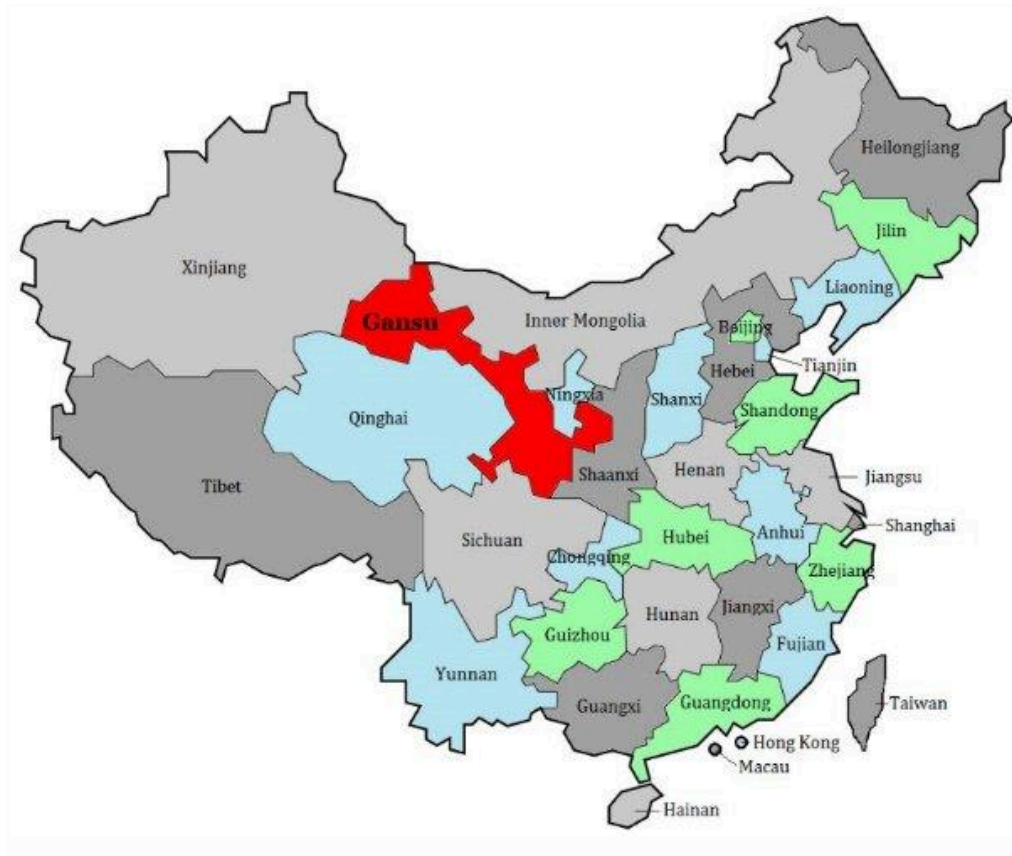 Heilongjiang
Jilin
Xinjiang
Liaoning
Gansu
Inner Mongolia
Beijing
Tianjin
Hebei
Ningxia
Shanxi
Shandong
Qinghai
Henan
Shaanxi
Jiangsu
Tibet
Shanghai
Anhui
Hubei
Sichuan
Chongqing
Zhejiang
Jiangxi
Hunan
Guizhou
Fujian
Yunnan
Guangdong
Taiwan
Guangxi
Hong Kong
Macau
Hainan